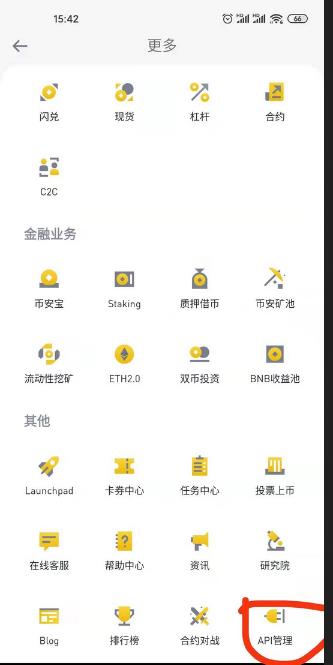 15:42
66
更多
闪兑 现货 杠杆 合约
C2C
金融业务
币安宝 Staking 质押借币 币安矿池
流动性挖矿 ETH2.0 双币投资 BNB收益池
其他
Launchpad 卡券中心 任务中心 投票上币
在线客服 帮助中心 资讯 研究院
Blog 排行榜 合约对战 API管理